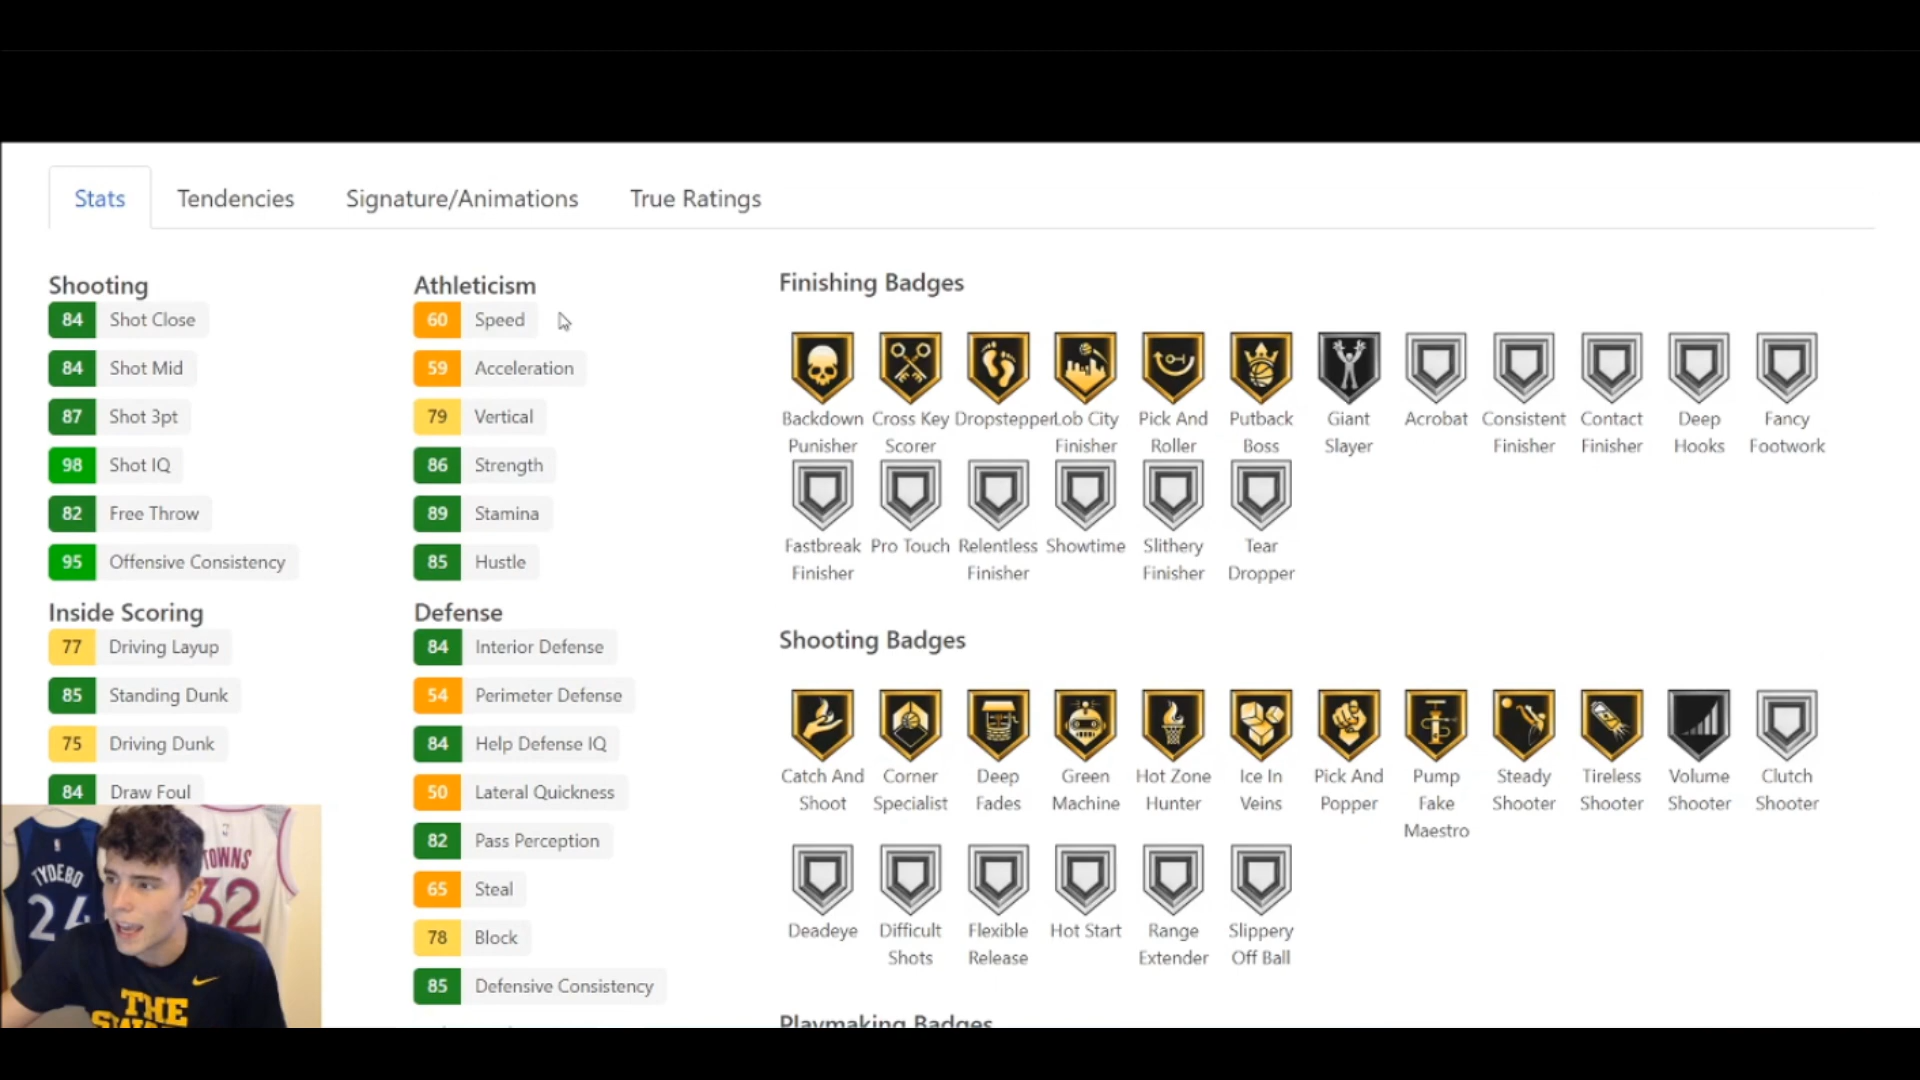 Stats Tendencies Signature/Animations True Ratings
Shooting
84 Shot Close
84 Shot Mid
87 Shot 3pt
98 Shot IQ
82 Free Throw
95 Offensive Consistency
Inside Scoring
77 Driving Layup
85 Standing Dunk
75 Driving Dunk
84 Draw Foul
Athleticism
60 Speed
59 Acceleration
79 Vertical
86 Strength
89 Stamina
85 Hustle
Defense
84 Interior Defense
54 Perimeter Defense
84 Help Defense IQ
50 Lateral Quickness
82 Pass Perception
65 Steal
78 Block
85 Defensive Consistency
Finishing Badges
Backdown Cross Key Dropstepper Lob City Pick And Putback Giant Acrobat Consistent Contact Deep Fancy
Punisher Scorer Finisher Roller Boss Slayer Finisher Finisher Hooks Footwork
Fastbreak Pro Touch Relentless Showtime Slithery Tear
Finisher Finisher Finisher Dropper
Shooting Badges
Catch And Corner Deep Green Hot Zone Ice In Pick And Pump Steady Tireless Volume Clutch
Shoot Specialist Fades Machine Hunter Veins Popper Fake Shooter Shooter Shooter Shooter
Maestro
Deadeye Difficult Flexible Hot Start Range Slippery
Shots Release Extender Off Ball
Playmaking Badges
TYDEBO
24
TOWNS
32
THE